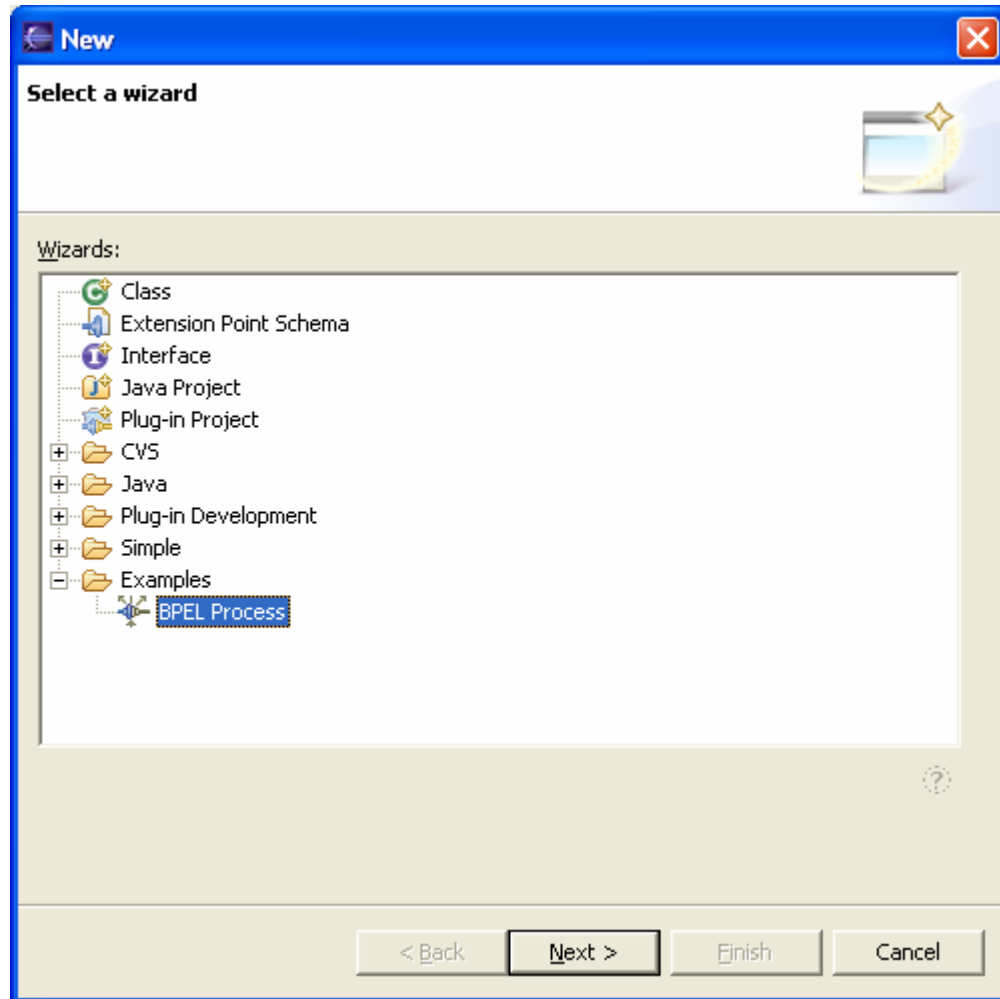 New
Select a wizard
Wizards:
Class
Extension Point Schema
Interface
Java Project
Plug-in Project
CVS
Java
Plug-in Development
Simple
Examples
BPEL Process
< Back Next > Finish Cancel